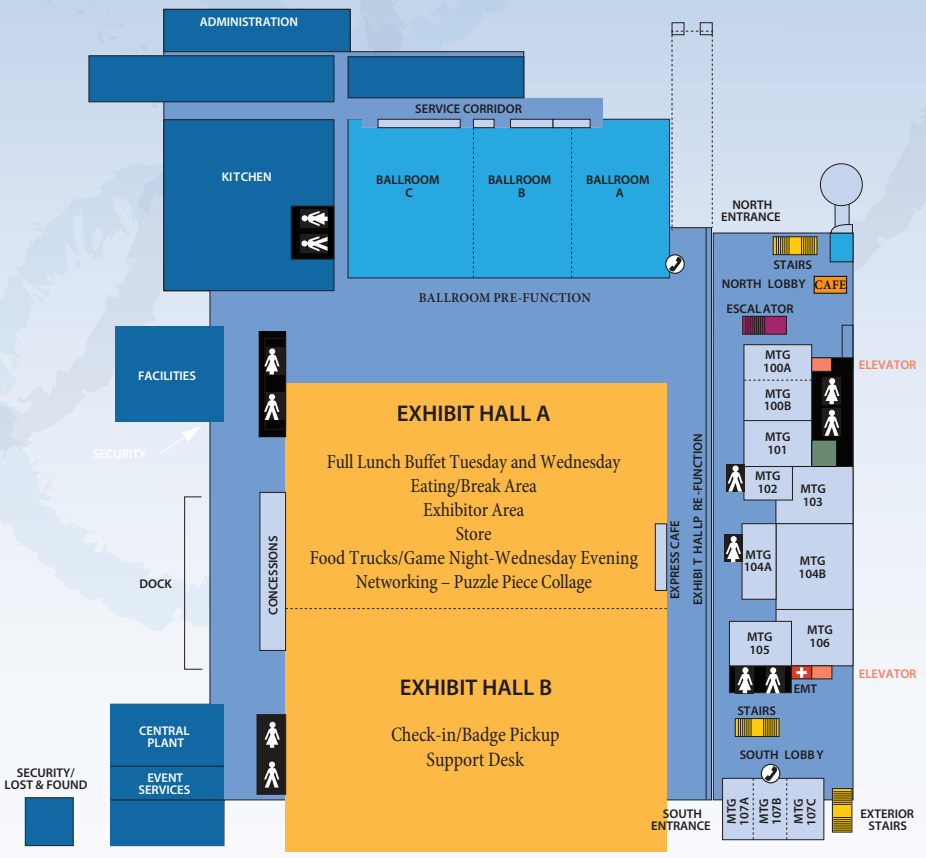 ADMINISTRATION
SERVICE CORRIDOR
KITCHEN
BALLROOM
C
BALLROOM
B
BALLROOM
A
NORTH
ENTRANCE
STAIRS
NORTH LOBBY
CAFE
BALLROOM PRE-FUNCTION
ESCALATOR
FACILITIES
SECURITY
MTG
100A
ELEVATOR
MTG
100B
MTG
101
MTG
102
MTG
103
MTG
104A
MTG
104B
MTG
105
MTG
106
EXHIBIT HALL A
Full Lunch Buffet Tuesday and Wednesday
Eating/Break Area
Exhibitor Area
Store
Food Trucks/Game Night-Wednesday Evening
Networking – Puzzle Piece Collage
EXPRESS CAFE
EXHIBIT HALLP RE-FUNCTION
DOCK
CONCESSIONS
EXHIBIT HALL B
Check-in/Badge Pickup
Support Desk
ELEVATOR
EMT
STAIRS
SOUTH LOBBY
CENTRAL
PLANT
EVENT
SERVICES
SECURITY/
LOST & FOUND
SOUTH
ENTRANCE
MTG
107A
MTG
107B
MTG
107C
EXTERIOR
STAIRS